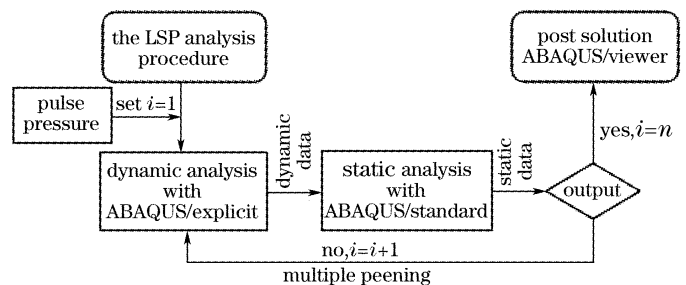 the LSP analysis
procedure
post solution
ABAQUS/viewer
pulse
pressure
set i=1
yes,i=n
dynamic analysis
with
ABAQUS/explicit
dynamic
data
static analysis
with
ABAQUS/standard
static
data
output
no,i=i+1
multiple peening